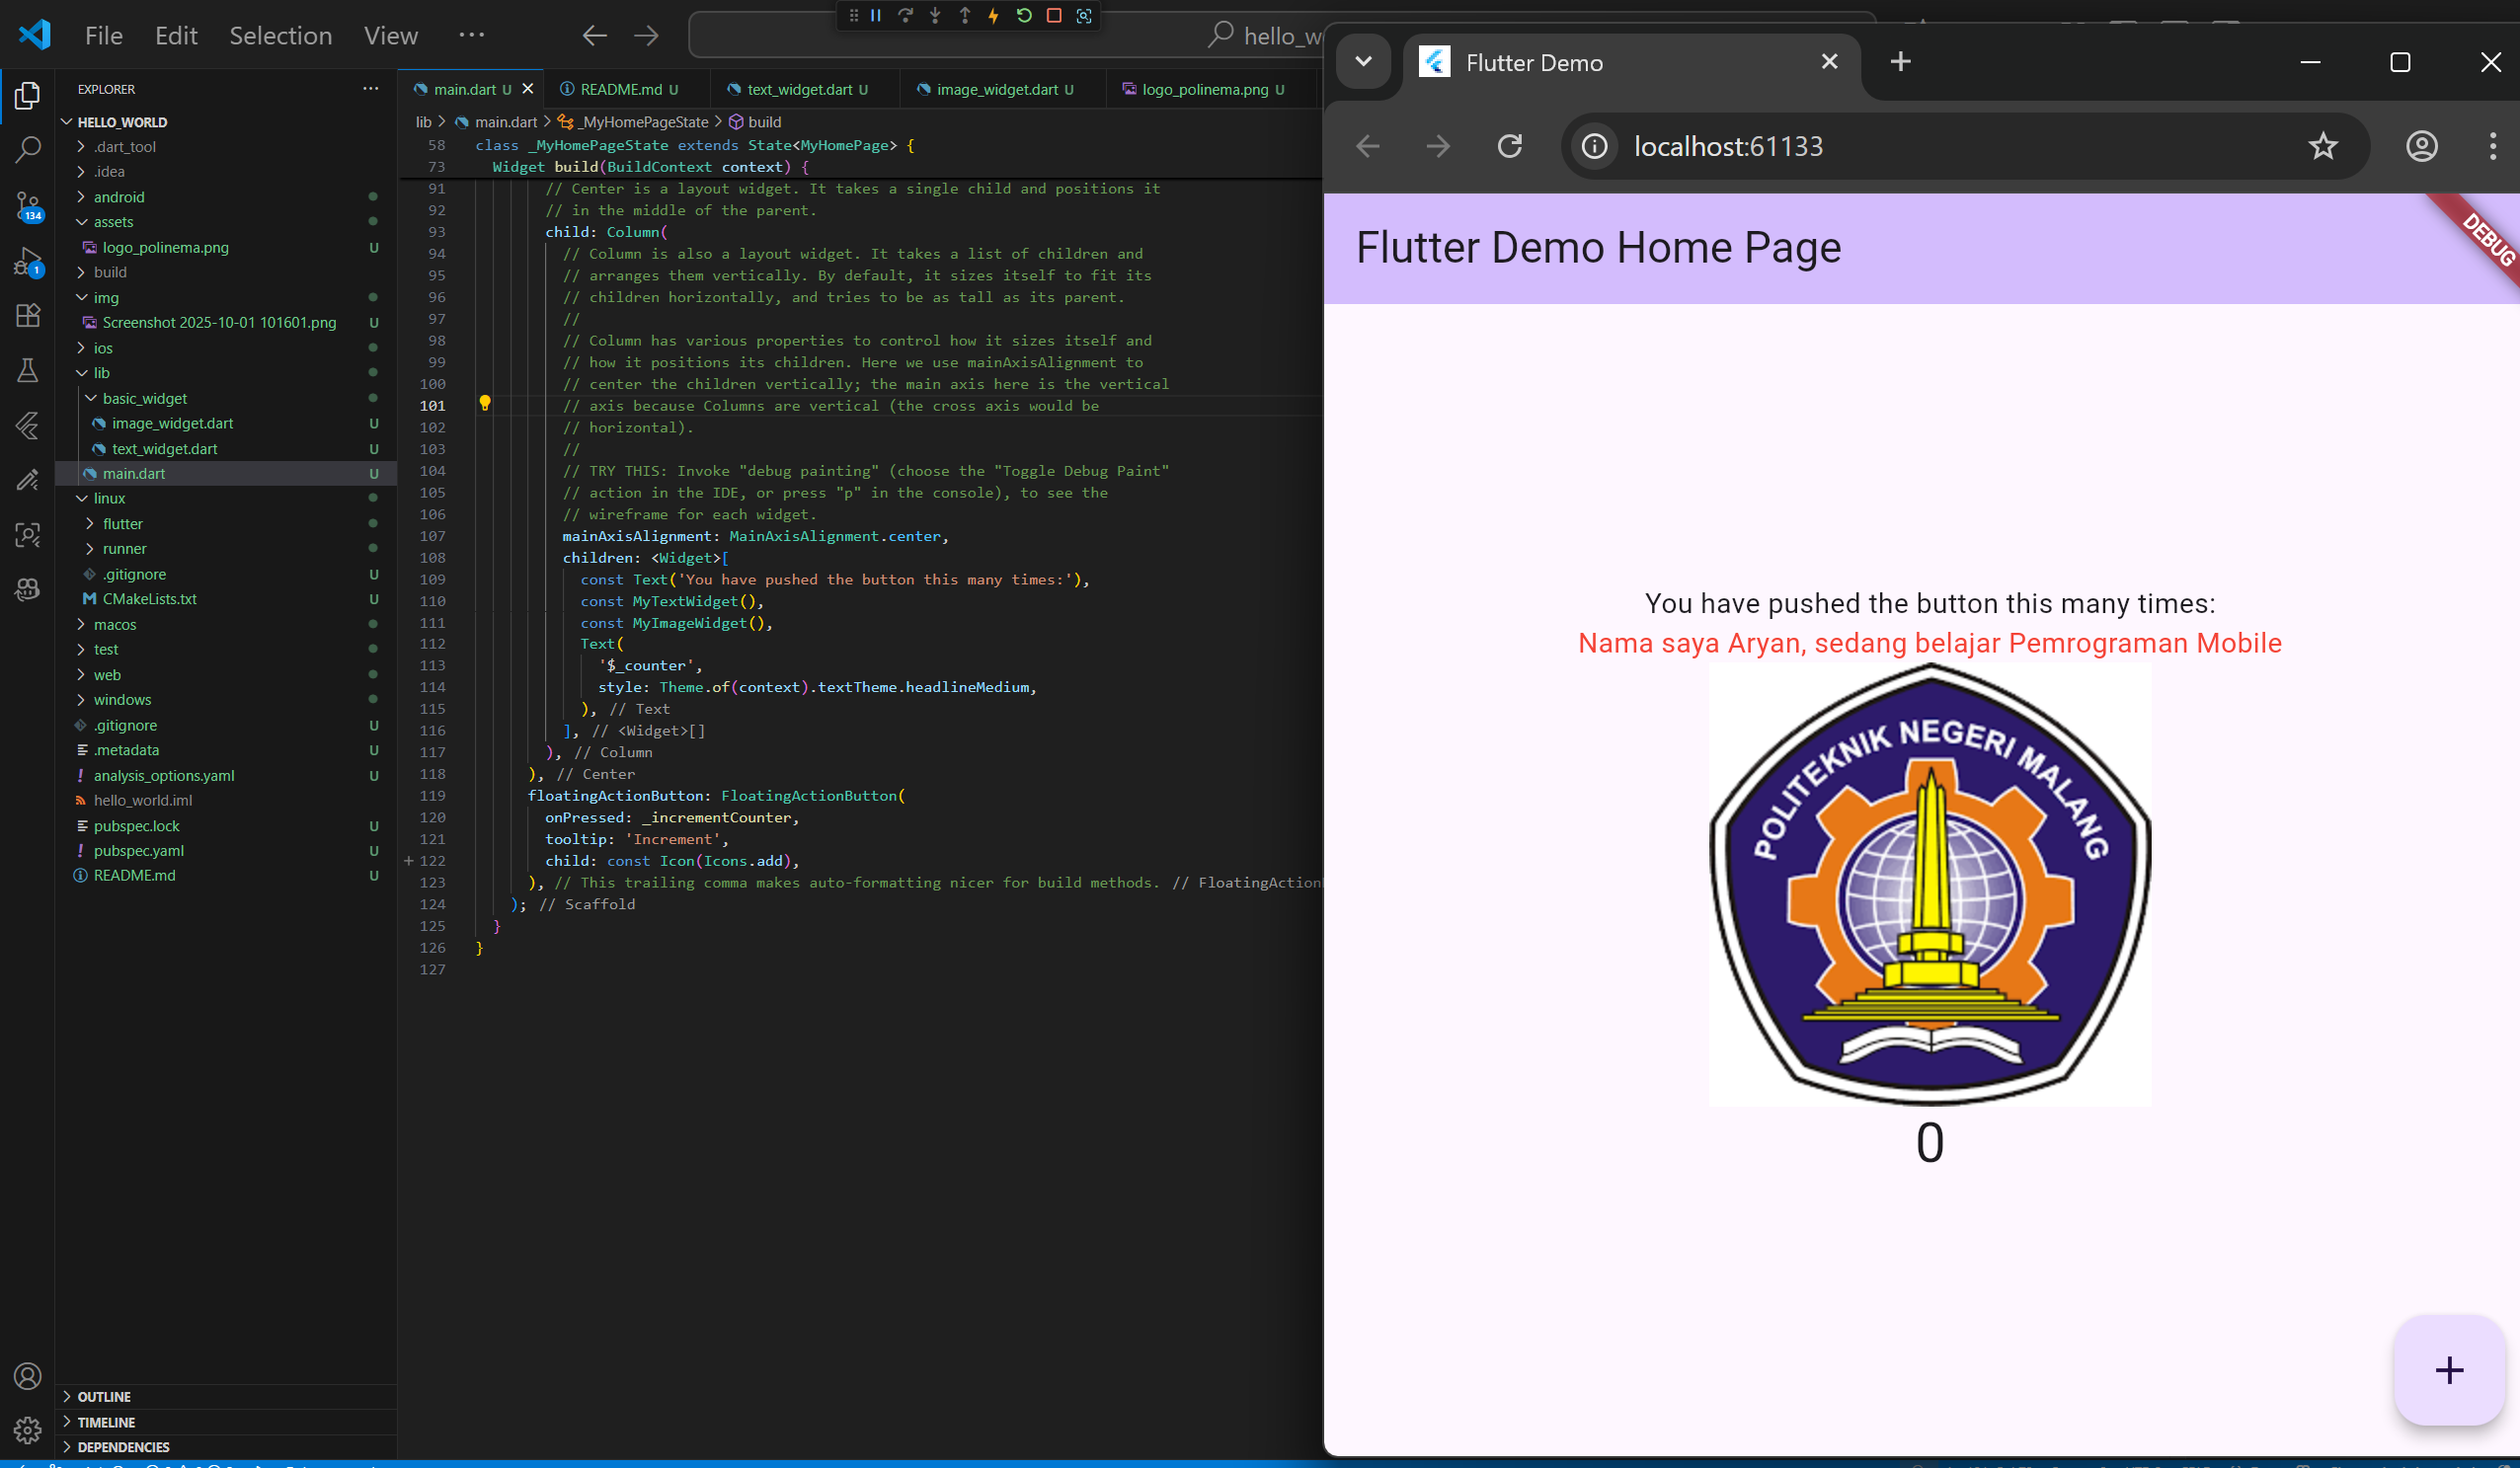 File Edit Selection View ···
hello_w
EXPLORER
HELLO_WORLD
.dart_tool
.idea
android
assets
logo_polinema.png U
build
img
Screenshot 2025-10-01 101601.png U
ios
lib
basic_widget
image_widget.dart U
text_widget.dart U
main.dart U
linux
flutter
runner
.gitignore U
CMakeLists.txt U
macos
test
web
windows
.gitignore U
.metadata U
analysis_options.yaml U
hello_world.iml
pubspec.lock U
pubspec.yaml U
README.md U
OUTLINE
TIMELINE
DEPENDENCIES
134
1
main.dart U README.md U text_widget.dart U image_widget.dart U logo_polinema.png U
lib > main.dart > _MyHomePageState > build
58 class _MyHomePageState extends State<MyHomePage> {
73 Widget build(BuildContext context) {
91 // Center is a layout widget. It takes a single child and positions it
92 // in the middle of the parent.
93 child: Column(
94 // Column is also a layout widget. It takes a list of children and
95 // arranges them vertically. By default, it sizes itself to fit its
96 // children horizontally, and tries to be as tall as its parent.
97 //
98 // Column has various properties to control how it sizes itself and
99 // how it positions its children. Here we use mainAxisAlignment to
100 // center the children vertically; the main axis here is the vertical
101 // axis because Columns are vertical (the cross axis would be
102 // horizontal).
103 //
104 // TRY THIS: Invoke "debug painting" (choose the "Toggle Debug Paint"
105 // action in the IDE, or press "p" in the console), to see the
106 // wireframe for each widget.
107 mainAxisAlignment: MainAxisAlignment.center,
108 children: <Widget>[
109 const Text('You have pushed the button this many times:'),
110 const MyTextWidget(),
111 const MyImageWidget(),
112 Text(
113 '$_counter',
114 style: Theme.of(context).textTheme.headlineMedium,
115 ), // Text
116 ], // <Widget>[]
117 ), // Column
118 ), // Center
119 floatingActionButton: FloatingActionButton(
120 onPressed: _incrementCounter,
121 tooltip: 'Increment',
122 child: const Icon(Icons.add),
123 ), // This trailing comma makes auto-formatting nicer for build methods. // FloatingAction
124 ); // Scaffold
125 }
126 }
127
Flutter Demo
localhost:61133
Flutter Demo Home Page
DEBUG
You have pushed the button this many times:
Nama saya Aryan, sedang belajar Pemrograman Mobile
POLITEKNIK NEGERI MALANG
0